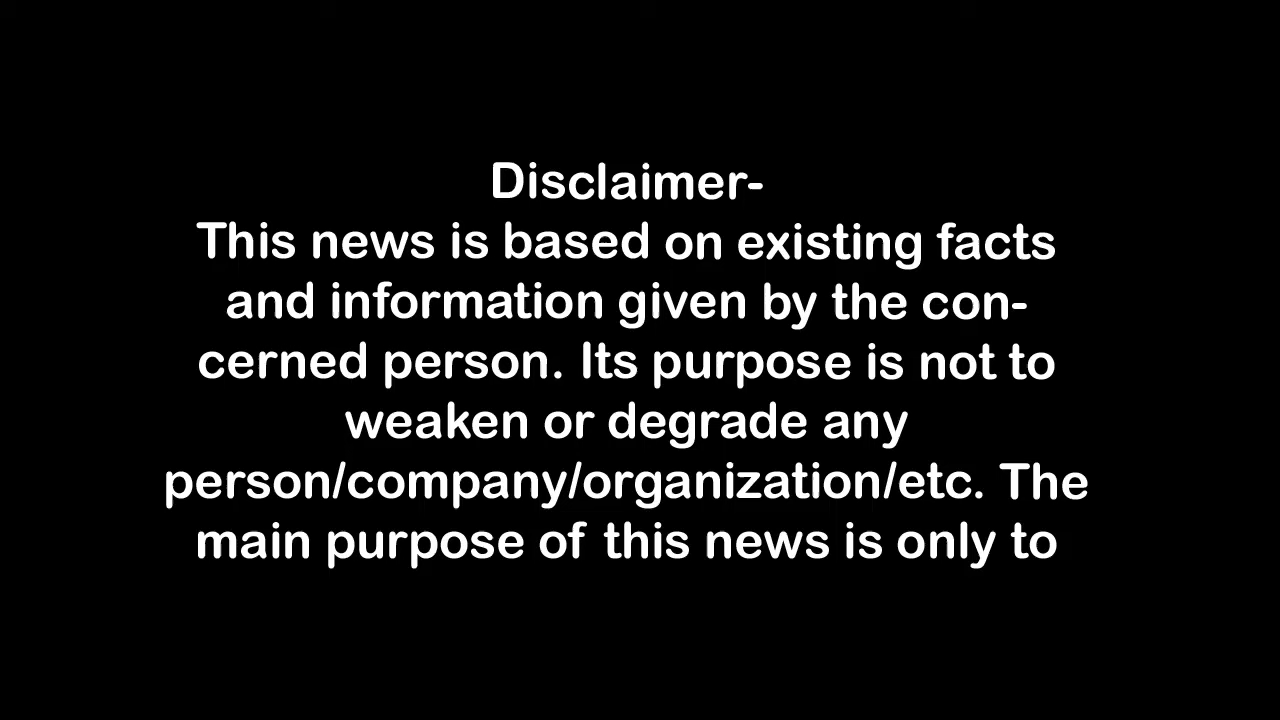 Disclaimer-
This news is based on existing facts
and information given by the con-
cerned person. Its purpose is not to
weaken or degrade any
person/company/organization/etc. The
main purpose of this news is only to